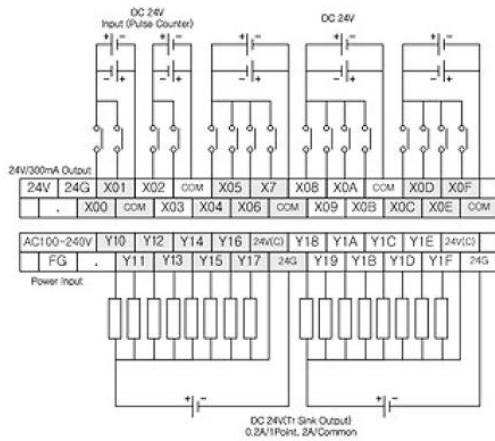 DC 24V
Input (Pulse Counter)
DC 24V
+ - + - + - + - + -
- + - + - + - + - +
24V/300mA Output
24V 24G X01 X02 COM X05 X7 X08 X0A COM X0D X0F
. X00 COM X03 X04 X06 COM X09 X0B X0C X0E COM
AC100-240V Y10 Y12 Y14 Y16 24V(C) Y18 Y1A Y1C Y1E 24V(C)
FG . Y11 Y13 Y15 Y17 24G Y19 Y1B Y1D Y1F 24G
Power Input
+ - + -
DC 24V(Tr Sink Output)
0.2A/1Point, 2A/Common